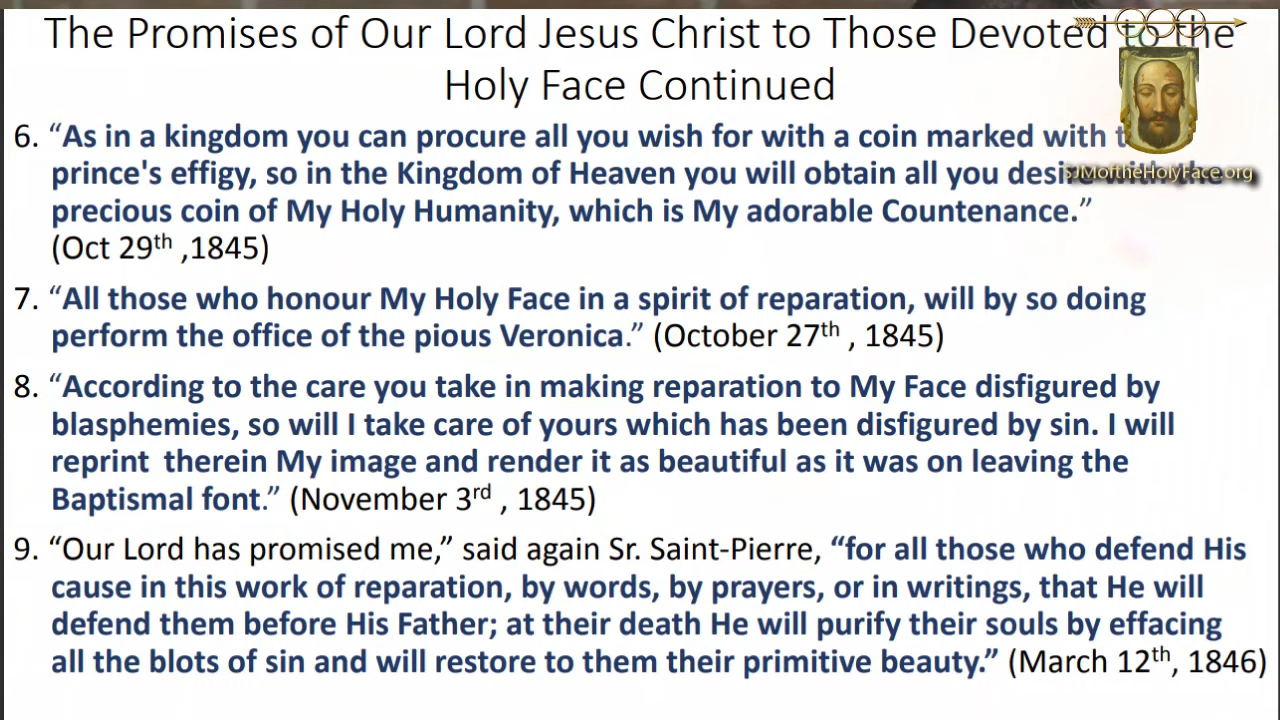 The Promises of Our Lord Jesus Christ to Those Devoted to the
Holy Face Continued
6. “As in a kingdom you can procure all you wish for with a coin marked with
prince's effigy, so in the Kingdom of Heaven you will obtain all you desire with the
precious coin of My Holy Humanity, which is My adorable Countenance.”
(Oct 29th ,1845)
7. “All those who honour My Holy Face in a spirit of reparation, will by so doing
perform the office of the pious Veronica.” (October 27th , 1845)
8. “According to the care you take in making reparation to My Face disfigured by
blasphemies, so will I take care of yours which has been disfigured by sin. I will
reprint therein My image and render it as beautiful as it was on leaving the
Baptismal font.” (November 3rd , 1845)
9. “Our Lord has promised me,” said again Sr. Saint-Pierre, “for all those who defend His
cause in this work of reparation, by words, by prayers, or in writings, that He will
defend them before His Father; at their death He will purify their souls by effacing
all the blots of sin and will restore to them their primitive beauty.” (March 12th, 1846)
SJMoftheHolyFace.org